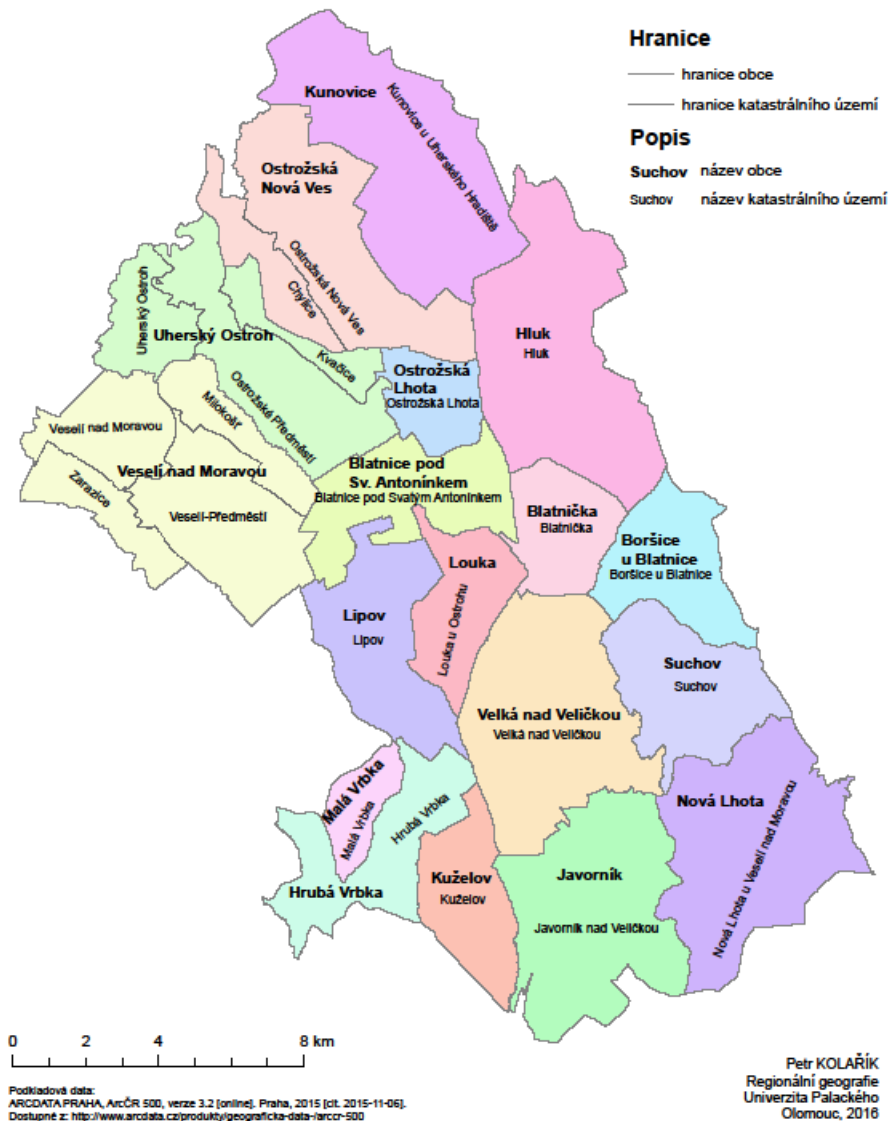 Hranice
hranice obce
hranice katastrálního území
Popis
Suchov název obce
Suchov název katastrálního území
Kunovice
Kunovice u Uherského Hradiště
Ostrožská
Nová Ves
Ostrožská Nová Ves
Chylice
Uherský Ostroh
Uherský Ostroh
Kvačice
Ostrožské Předměstí
Hluk
Hluk
Ostrožská
Lhota
Ostrožská Lhota
Milokošť
Veselí nad Moravou
Veselí nad Moravou
Zarazice
Veselí-Předměstí
Blatnice pod
Sv. Antonínkem
Blatnice pod Svatým Antonínkem
Blatnička
Blatnička
Boršice
u Blatnice
Boršice u Blatnice
Louka
Louka u Ostrohu
Lipov
Lipov
Suchov
Suchov
Velká nad Veličkou
Velká nad Veličkou
Malá Vrbka
Malá Vrbka
Hrubá Vrbka
Hrubá Vrbka
Nová Lhota
Nová Lhota u Veselí nad Moravou
Kuželov
Kuželov
Javorník
Javorník nad Veličkou
0 2 4 8 km
Podkladová data:
ARCDATA PRAHA, ArcČR 500, verze 3.2 [online]. Praha, 2015 [cit. 2015-11-06].
Dostupné z: http://www.arcdata.cz/produkty/geograficka-data-/arccr-500
Petr KOLAŘÍK
Regionální geografie
Univerzita Palackého
Olomouc, 2016